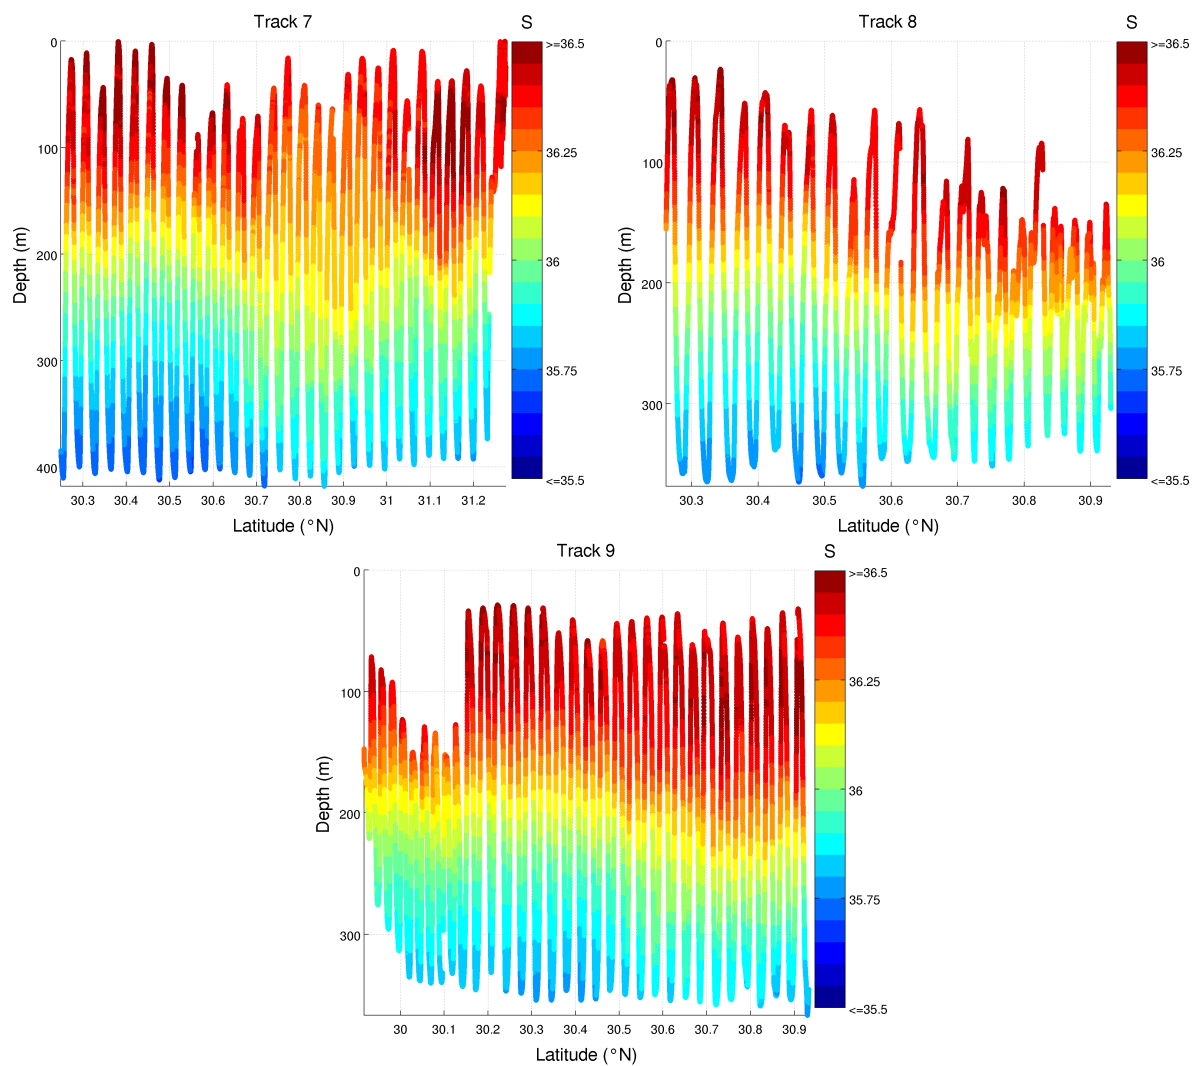 Track 7
S
0
100
200
300
400
Depth (m)
30.3 30.4 30.5 30.6 30.7 30.8 30.9 31 31.1 31.2
Latitude (°N)
>=36.5
36.25
36
35.75
<=35.5
Track 8
S
0
100
200
300
Depth (m)
30.3 30.4 30.5 30.6 30.7 30.8 30.9
Latitude (°N)
>=36.5
36.25
36
35.75
<=35.5
Track 9
S
0
100
200
300
Depth (m)
30 30.1 30.2 30.3 30.4 30.5 30.6 30.7 30.8 30.9
Latitude (°N)
>=36.5
36.25
36
35.75
<=35.5